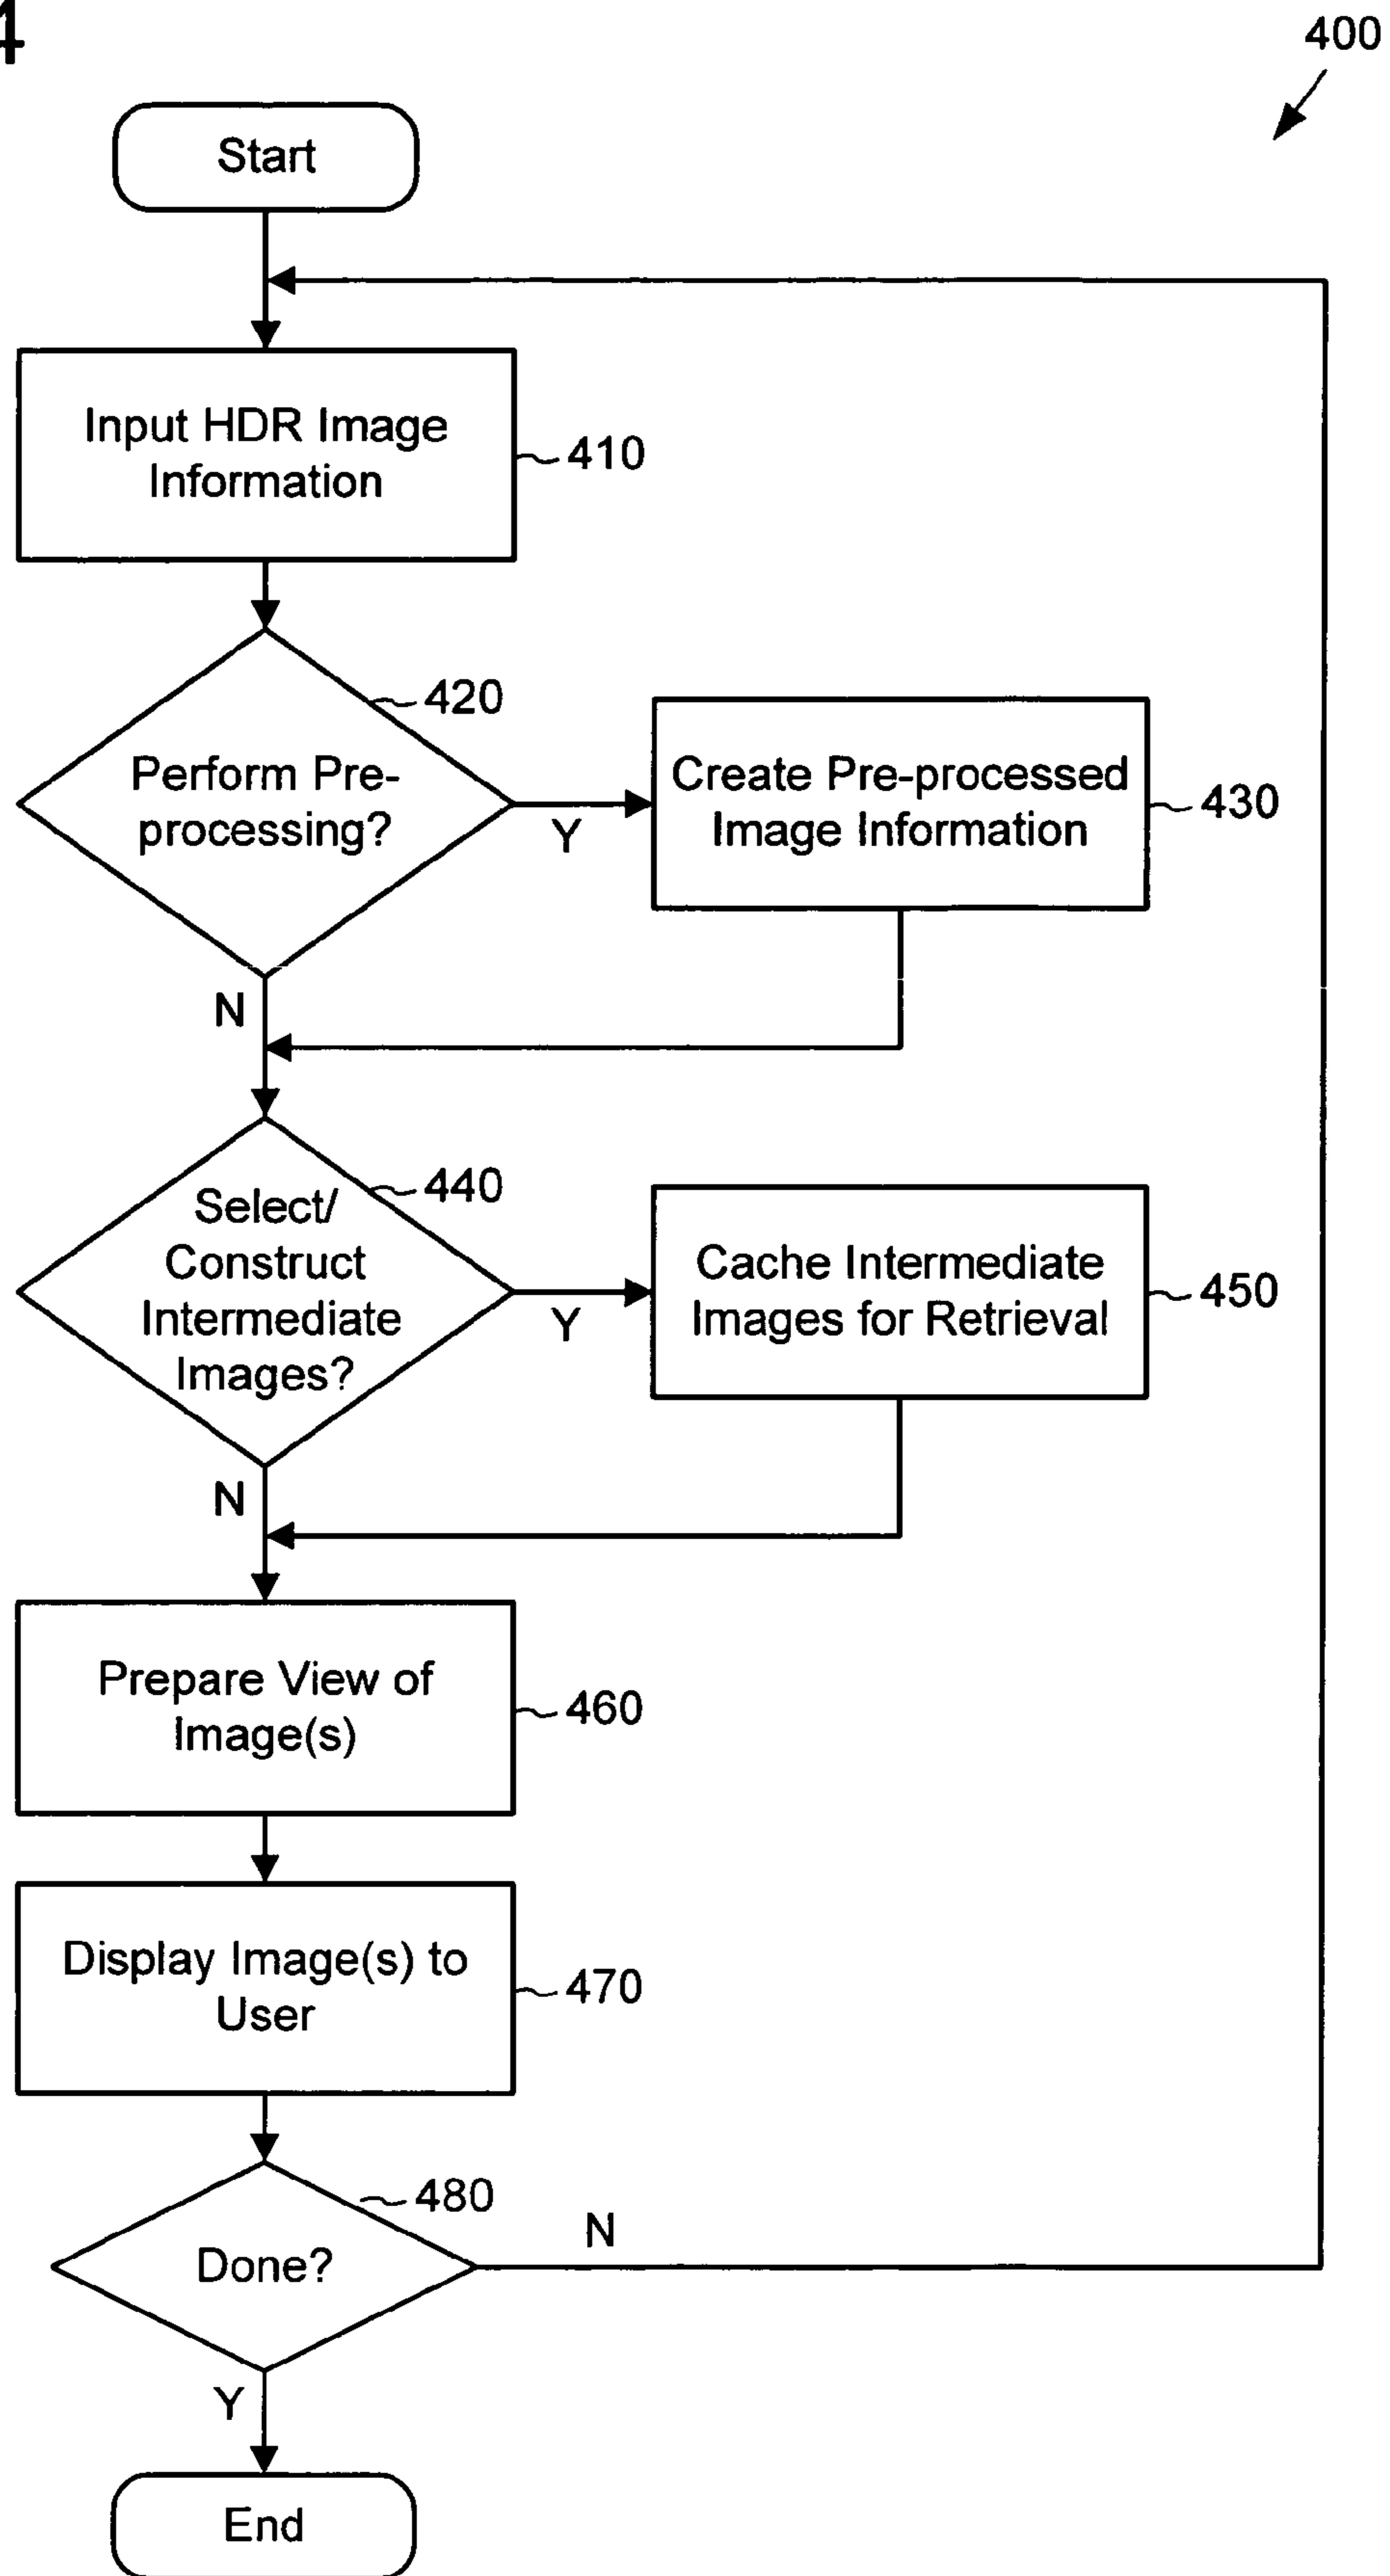 4
400
Start
Input HDR Image
Information
410
420
Perform Pre-
processing?
Y
N
Create Pre-processed
Image Information
430
440
Select/
Construct
Intermediate
Images?
Y
N
Cache Intermediate
Images for Retrieval
450
Prepare View of
Image(s)
460
Display Image(s) to
User
470
480
Done?
N
Y
End